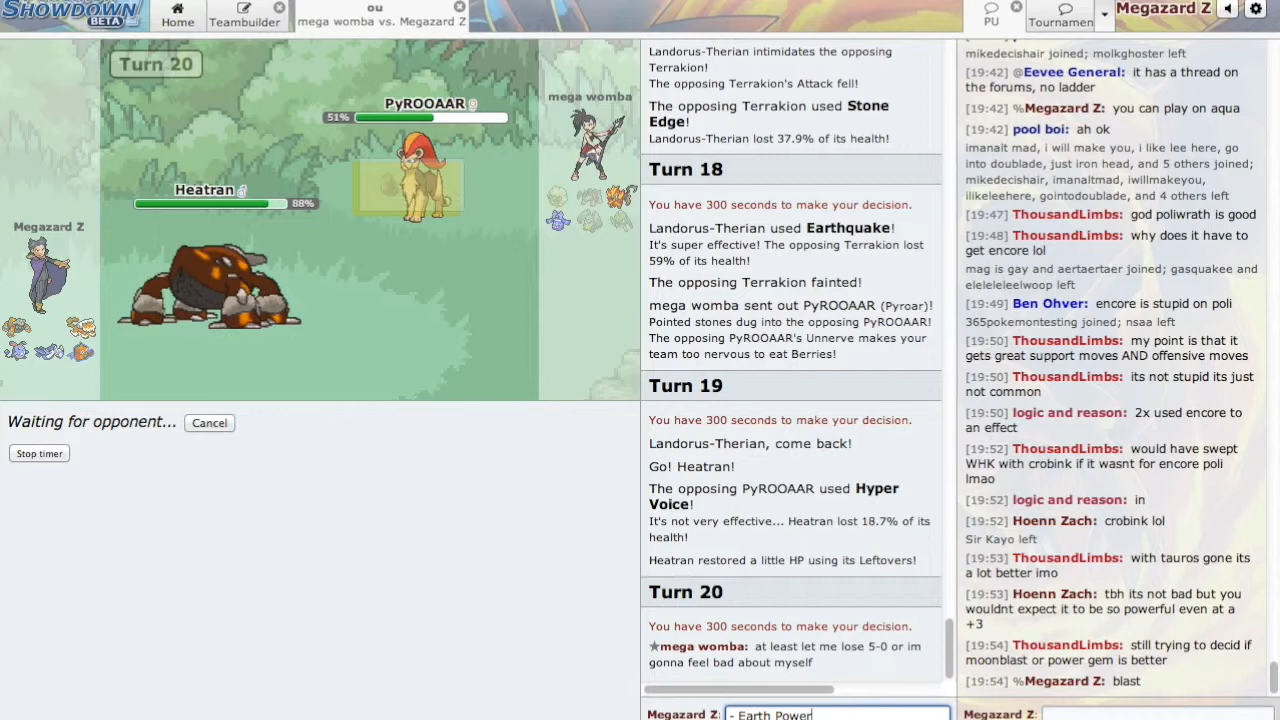 SHOWDOWN
BETA
Home
Teambuilder
ou
mega womba vs. Megazard Z
PU
Tournamen
Megazard Z
Turn 20
PyROOAAR
51%
Heatran
88%
mega womba
Megazard Z
Waiting for opponent... Cancel
Stop timer
Landorus-Therian intimidates the opposing
Terrakion!
The opposing Terrakion's Attack fell!
The opposing Terrakion used Stone
Edge!
Landorus-Therian lost 37.9% of its health!
Turn 18
You have 300 seconds to make your decision.
Landorus-Therian used Earthquake!
It's super effective! The opposing Terrakion lost
59% of its health!
The opposing Terrakion fainted!
mega womba sent out PyROOAAR (Pyroar)!
Pointed stones dug into the opposing PyROOAAR!
The opposing PyROOAAR's Unnerve makes your
team too nervous to eat Berries!
Turn 19
You have 300 seconds to make your decision.
Landorus-Therian, come back!
Go! Heatran!
The opposing PyROOAAR used Hyper
Voice!
It's not very effective... Heatran lost 18.7% of its
health!
Heatran restored a little HP using its Leftovers!
Turn 20
You have 300 seconds to make your decision.
★mega womba: at least let me lose 5-0 or im
gonna feel bad about myself
Megazard Z: - Earth Power
mikedecishair joined; molkghoster left
[19:42] @Eevee General: it has a thread on
the forums, no ladder
[19:42] %Megazard Z: you can play on aqua
[19:42] pool boi: ah ok
imanalt mad, i will make you, i like lee here, go
into doublade, just iron head, and 5 others joined;
mikedecishair, imanaltmad, iwillmakeyou,
ilikeleehere, gointodoublade, and 4 others left
[19:47] ThousandLimbs: god poliwrath is good
[19:48] ThousandLimbs: why does it have to
get encore lol
mag is gay and aertaertaer joined; gasquakee and
eleleleleelwoop left
[19:49] Ben Ohver: encore is stupid on poli
365pokemontesting joined; nsaa left
[19:50] ThousandLimbs: my point is that it
gets great support moves AND offensive moves
[19:50] ThousandLimbs: its not stupid its just
not common
[19:50] logic and reason: 2x used encore to
an effect
[19:52] ThousandLimbs: would have swept
WHK with crobink if it wasnt for encore poli
lmao
[19:52] logic and reason: in
[19:52] Hoenn Zach: crobink lol
Sir Kayo left
[19:53] ThousandLimbs: with tauros gone its
a lot better imo
[19:53] Hoenn Zach: tbh its not bad but you
wouldnt expect it to be so powerful even at a
+3
[19:54] ThousandLimbs: still trying to decid if
moonblast or power gem is better
[19:54] %Megazard Z: blast
Megazard Z: